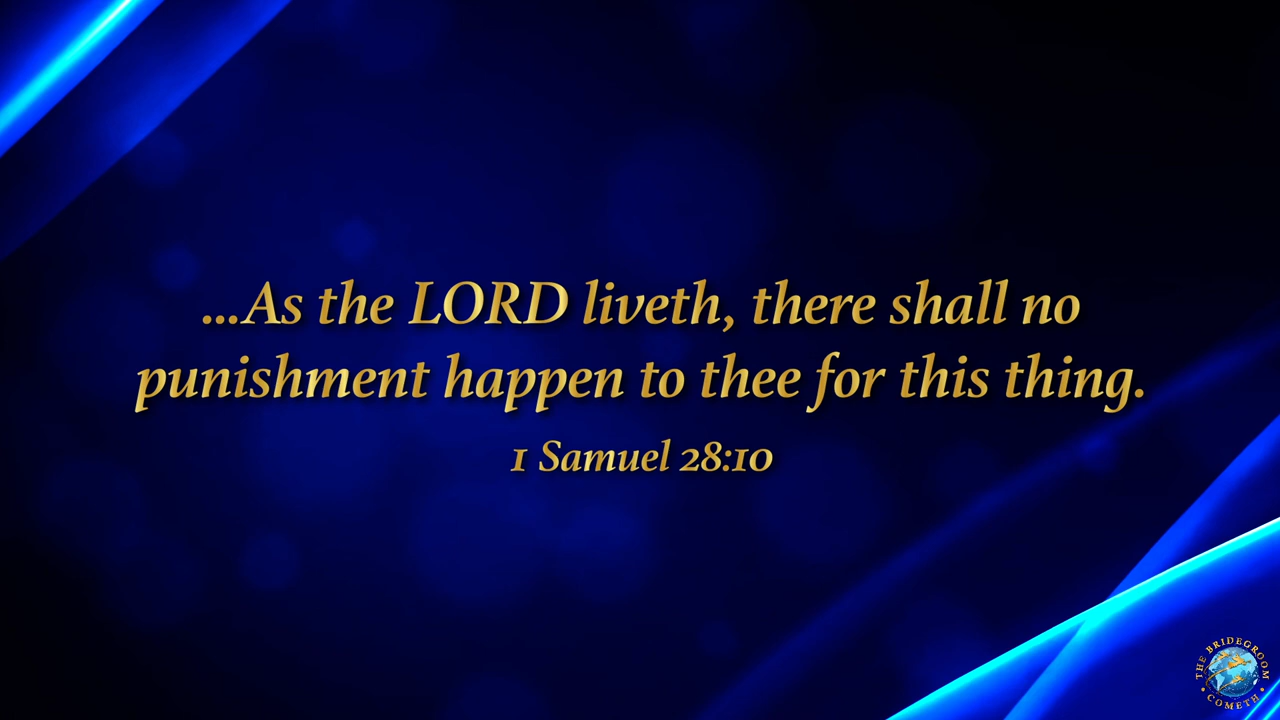 ...As the LORD liveth, there shall no
punishment happen to thee for this thing.
1 Samuel 28:10
THE BRIDEGROOM
• COMETH •